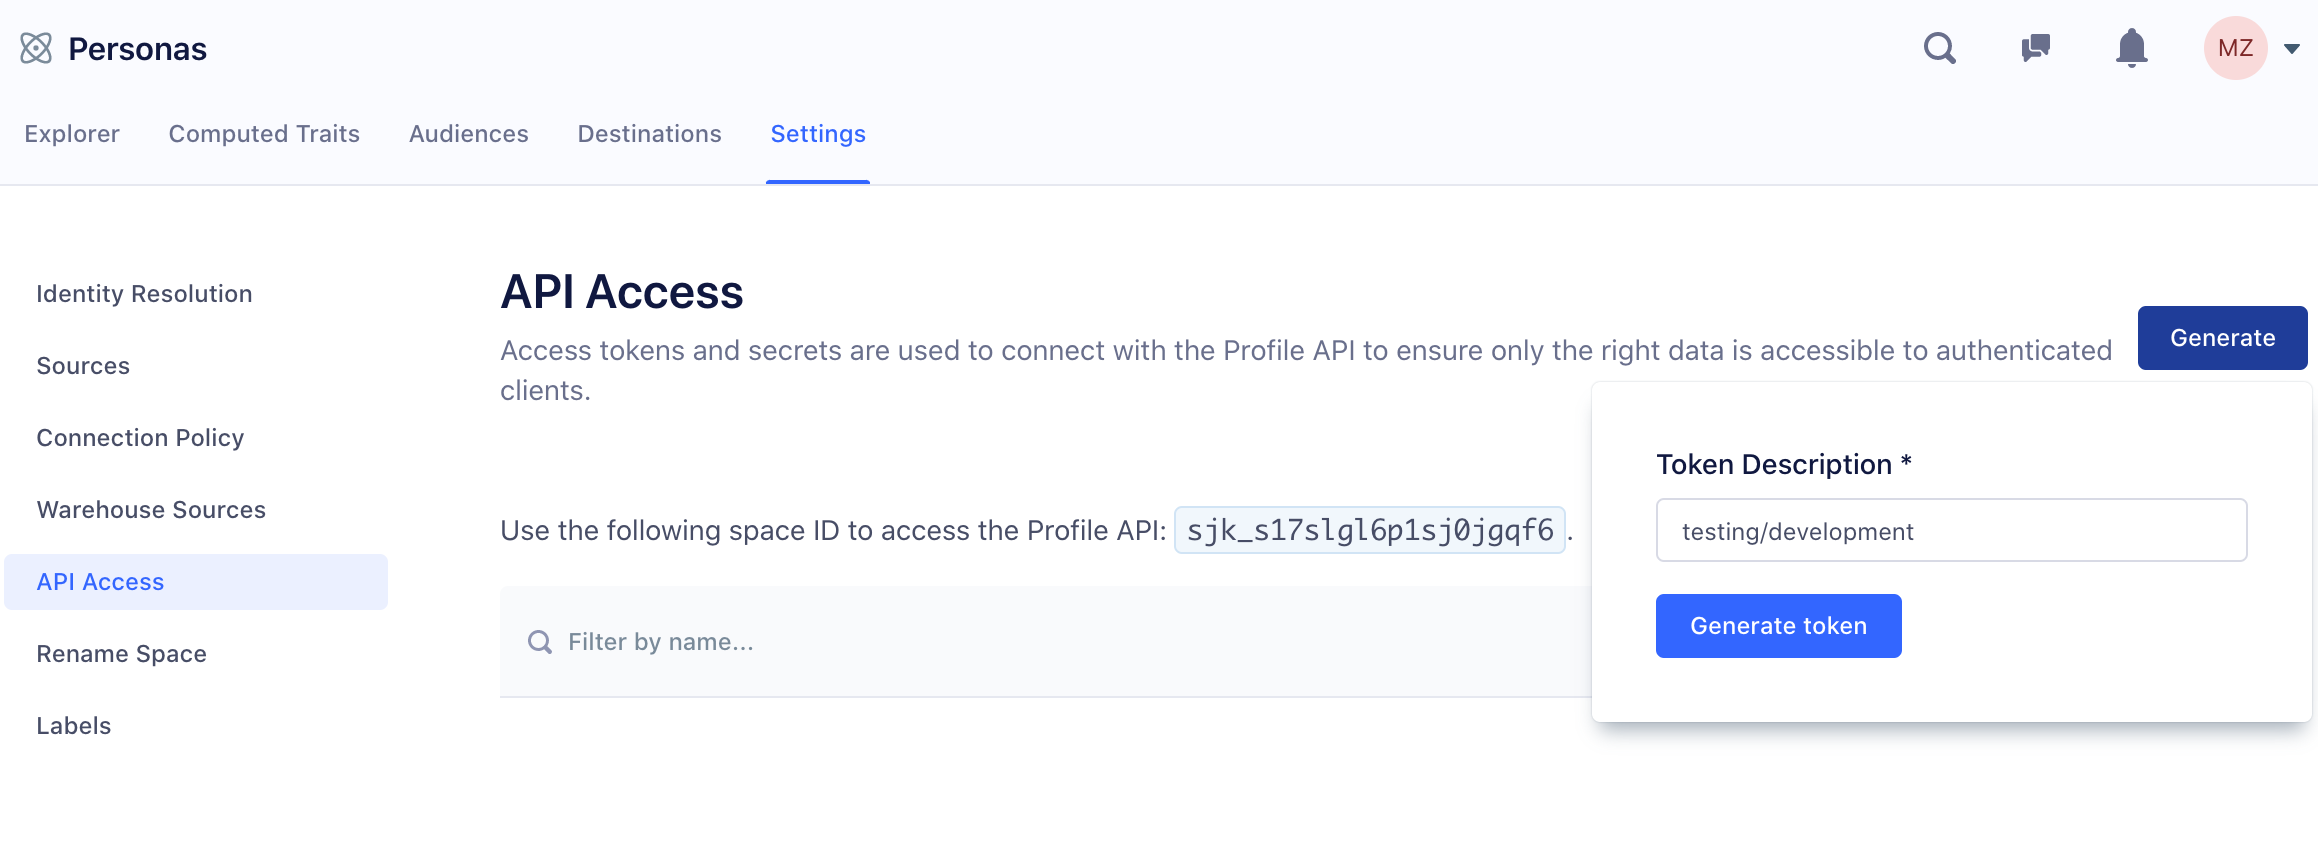 Personas
MZ
Explorer Computed Traits Audiences Destinations Settings
Identity Resolution
Sources
Connection Policy
Warehouse Sources
API Access
Rename Space
Labels
API Access
Access tokens and secrets are used to connect with the Profile API to ensure only the right data is accessible to authenticated
clients.
Generate
Use the following space ID to access the Profile API: sjk_s17slgl6p1sj0jgqf6.
Filter by name...
Token Description *
testing/development
Generate token